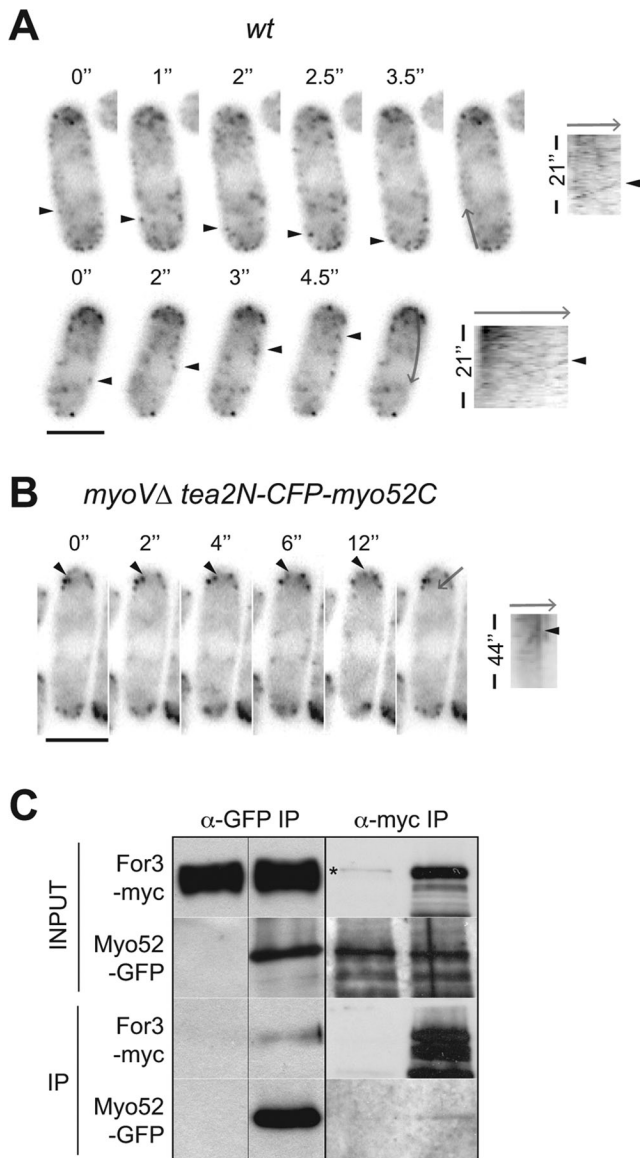 A
wt
0’’ 1’’ 2’’ 2.5’’ 3.5’’
21’’
0’’ 2’’ 3’’ 4.5’’
21’’
B
myoVΔ tea2N-CFP-myo52C
0’’ 2’’ 4’’ 6’’ 12’’
44’’
C
α-GFP IP α-myc IP
INPUT
For3
-myc
*
Myo52
-GFP
IP
For3
-myc
Myo52
-GFP